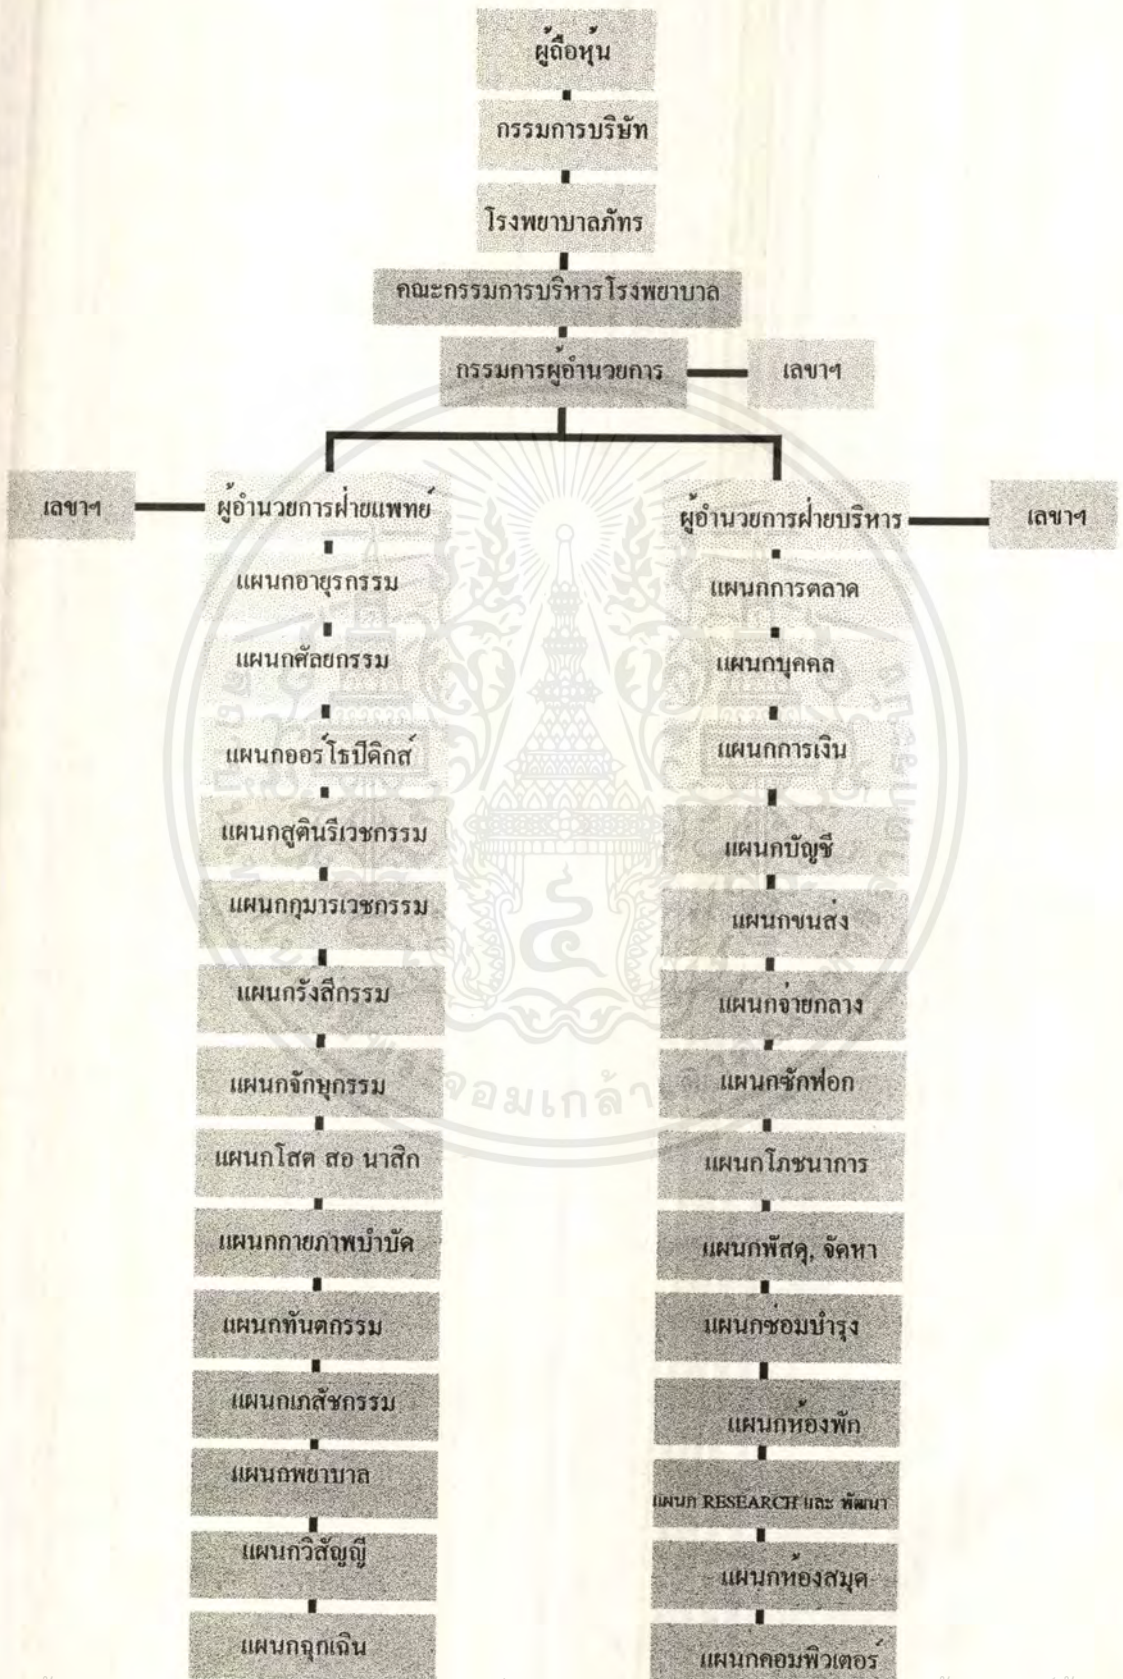 ผู้ถือหุ้น
กรรมการบริษัท
โรงพยาบาลภัทร
คณะกรรมการบริหารโรงพยาบาล
กรรมการผู้อำนวยการ
เลขาฯ
เลขาฯ
ผู้อำนวยการฝ่ายแพทย์
แผนกอายุรกรรม
แผนกศัลยกรรม
แผนกออร์โธปิดิกส์
แผนกสูตินรีเวชกรรม
แผนกกุมารเวชกรรม
แผนกรังสีกรรม
แผนกจักษุกรรม
แผนกโสต สอ นาสิก
แผนกกายภาพบำบัด
แผนกทันตกรรม
แผนกเภสัชกรรม
แผนกพยาบาล
แผนกวิสัญญี
แผนกฉุกเฉิน
ผู้อำนวยการฝ่ายบริหาร
เลขาฯ
แผนกการตลาด
แผนกบุคคล
แผนกการเงิน
แผนกบัญชี
แผนกขนส่ง
แผนกจ่ายกลาง
แผนกซักฟอก
แผนกโภชนาการ
แผนกพัสดุ, จัดหา
แผนกซ่อมบำรุง
แผนกห้องพัก
แผนก RESEARCH และ พัฒนา
แผนกห้องสมุด
แผนกคอมพิวเตอร์